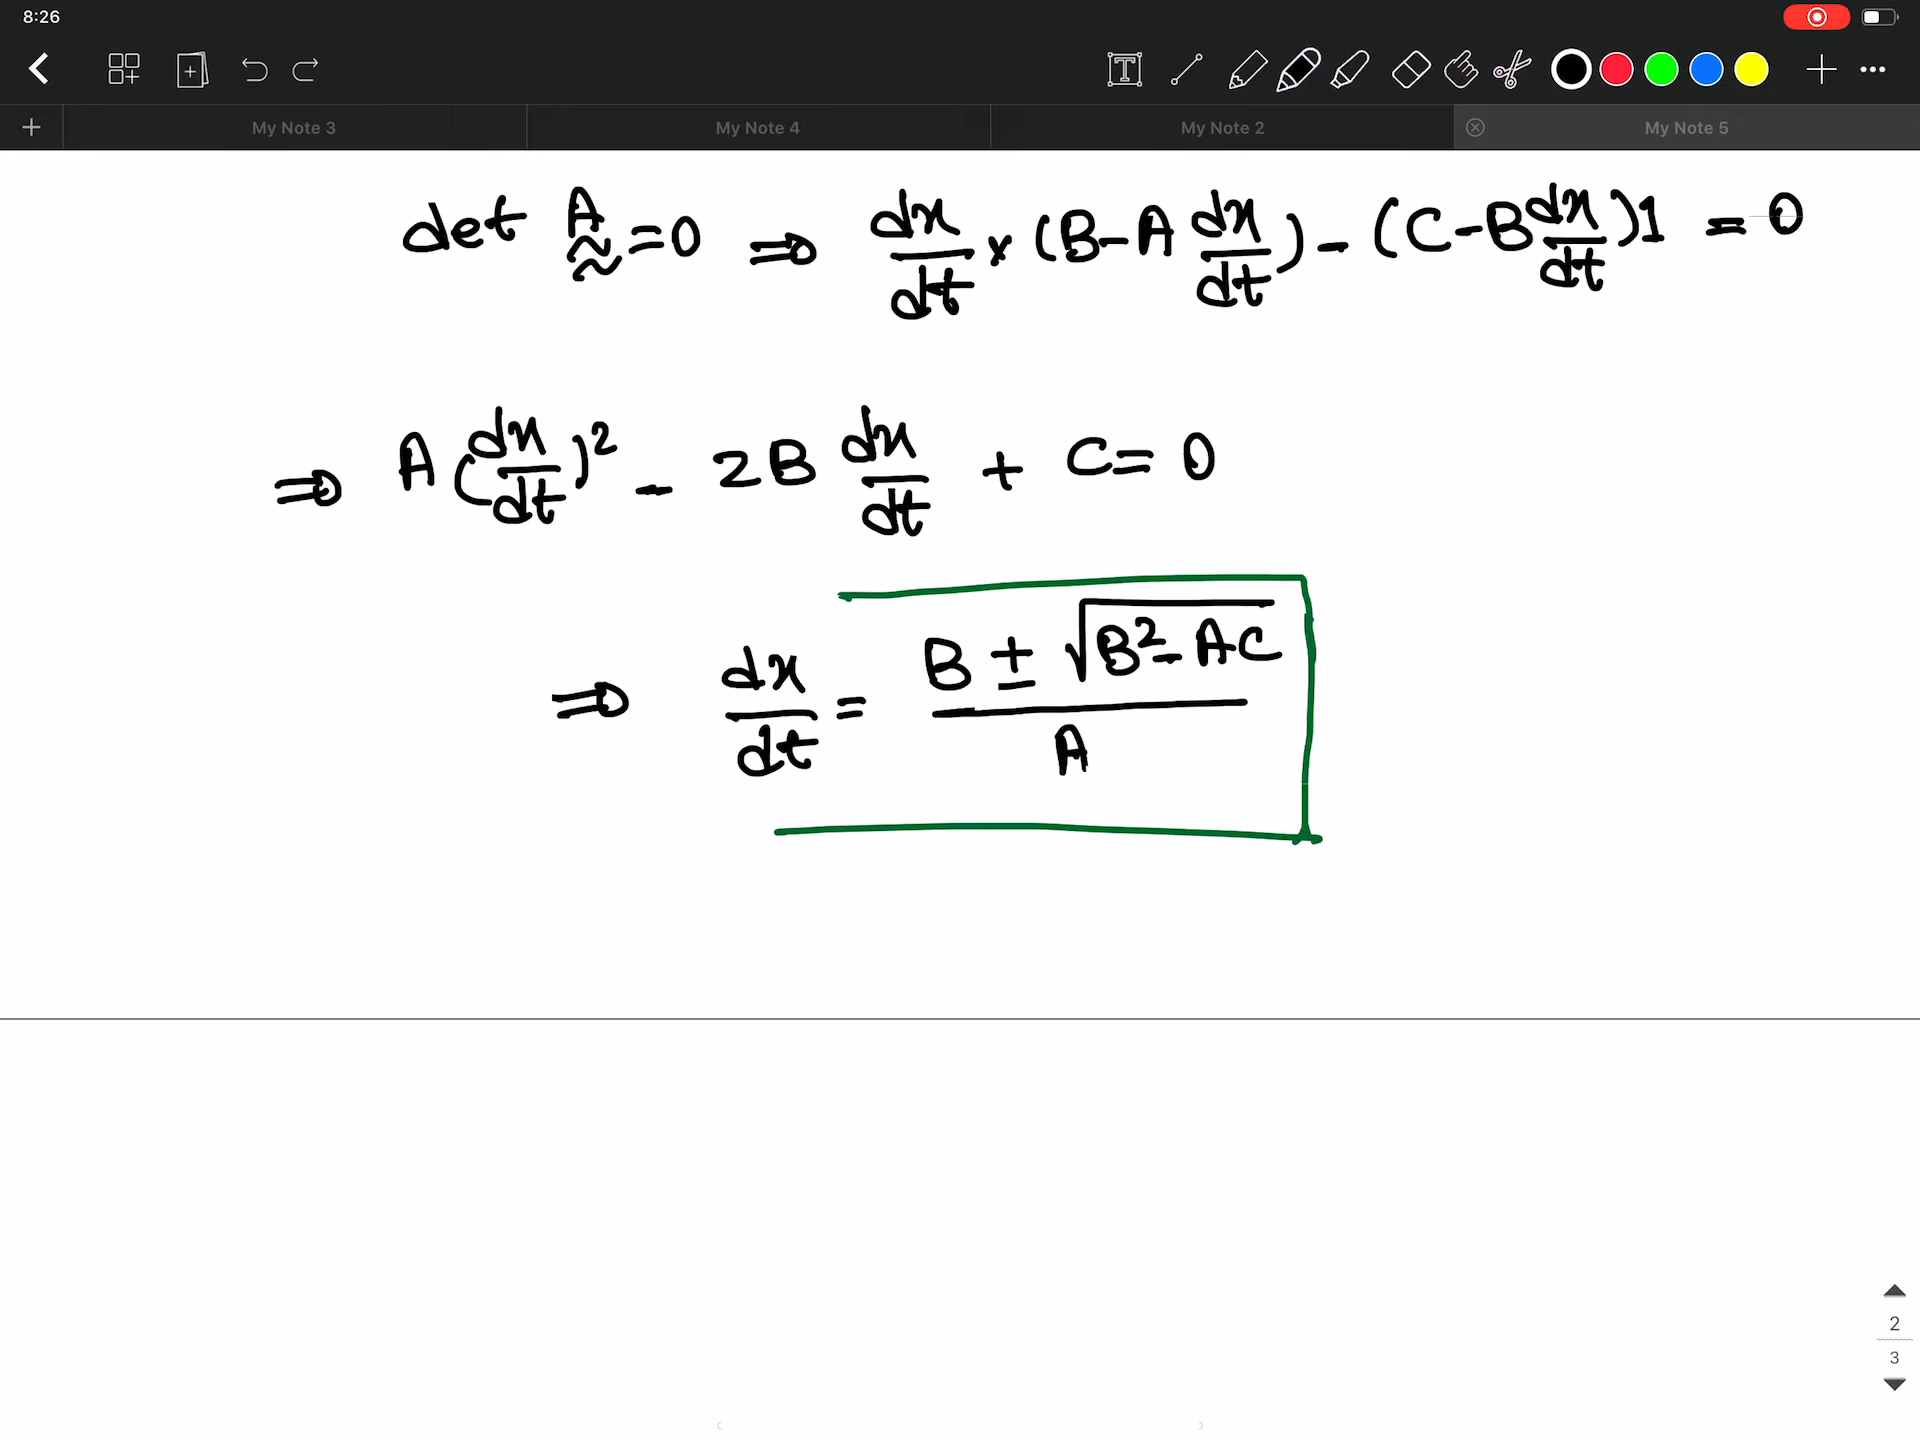 8:26
My Note 3 My Note 4 My Note 2 My Note 5
det A≈ = 0 ⇒ dx/dt × (B - A dx/dt) - (C - B dx/dt) 1 = 0
⇒ A (dx/dt)² - 2B dx/dt + C = 0
⇒ dx/dt = B ± √(B² - AC) / A
2
3